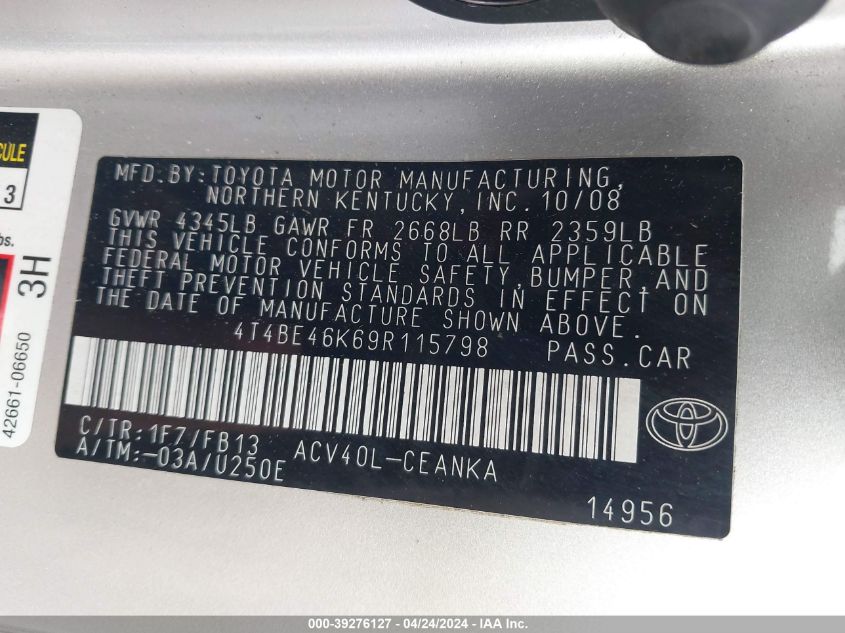 CULE
3
bs.
3H
42661-06650
MFD.BY:TOYOTA MOTOR MANUFACTURING,
NORTHERN KENTUCKY,INC.10/08
GVWR 4345LB GAWR FR 2668LB RR 2359LB
THIS VEHICLE CONFORMS TO ALL APPLICABLE
FEDERAL MOTOR VEHICLE SAFETY,BUMPER,AND
THEFT PREVENTION STANDARDS IN EFFECT ON
THE DATE OF MANUFACTURE SHOWN ABOVE.
4T4BE46K69R115798 PASS.CAR
C/TR:1F7/FB13
A/TM:-03A/U250E
ACV40L-CEANKA
14956
000-39276127 - 04/24/2024 - IAA Inc.